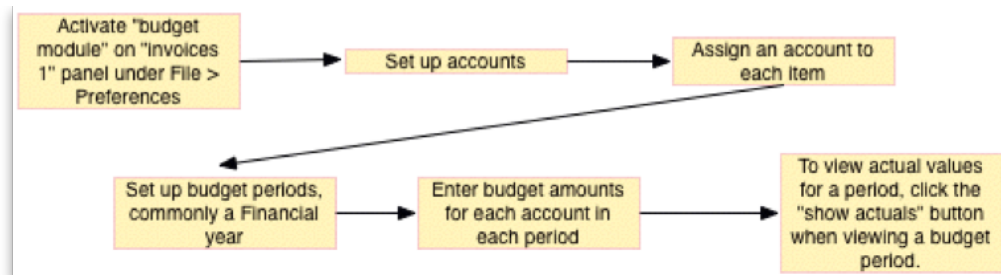 Activate "budget
module" on "invoices
1" panel under File >
Preferences
Set up accounts
Assign an account to
each item
Set up budget periods,
commonly a Financial
year
Enter budget amounts
for each account in
each period
To view actual values
for a period, click the
"show actuals" button
when viewing a budget
period.